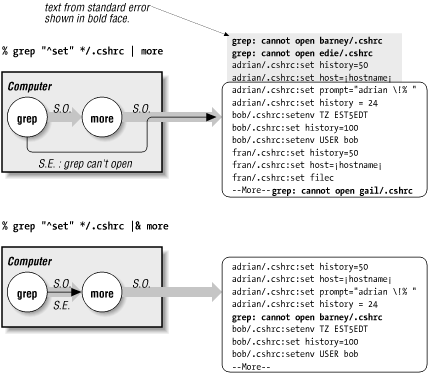 text from standard error
shown in bold face.
% grep "^set" */.cshrc | more
Computer
grep
S.O.
more
S.O.
S.E. : grep can't open
grep: cannot open barney/.cshrc
grep: cannot open edie/.cshrc
adrian/.cshrc:set history=50
adrian/.cshrc:set host=¡hostname¡
adrian/.cshrc:set prompt="adrian \!% "
adrian/.cshrc:set history = 24
bob/.cshrc:setenv TZ EST5EDT
bob/.cshrc:set history=100
bob/.cshrc:setenv USER bob
fran/.cshrc:set history=50
fran/.cshrc:set host=¡hostname¡
fran/.cshrc:set filec
--More--grep: cannot open gail/.cshrc
% grep "^set" */.cshrc |& more
Computer
grep
S.O.
S.E.
more
S.O.
adrian/.cshrc:set history=50
adrian/.cshrc:set host=¡hostname¡
adrian/.cshrc:set prompt="adrian \!% "
adrian/.cshrc:set history = 24
grep: cannot open barney/.cshrc
bob/.cshrc:setenv TZ EST5EDT
bob/.cshrc:set history=100
bob/.cshrc:setenv USER bob
--More--